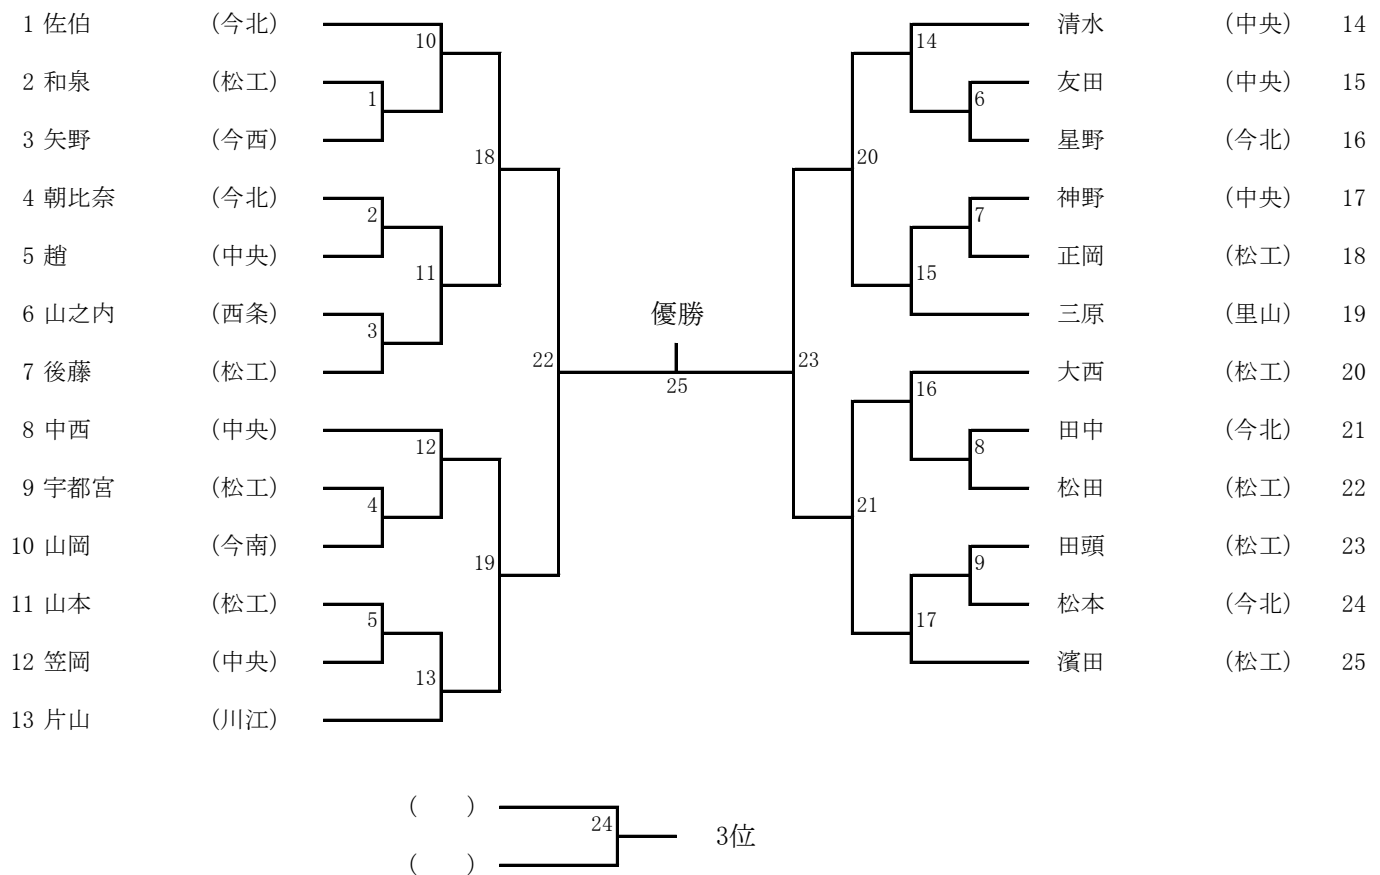 1 佐伯 (今北) 10 14 清水 (中央) 14
2 和泉 (松工) 1 6 友田 (中央) 15
3 矢野 (今西) 星野 (今北) 16
18 20
4 朝比奈 (今北) 2 7 神野 (中央) 17
5 趙 (中央) 11 15 正岡 (松工) 18
6 山之内 (西条) 3 優勝 三原 (里山) 19
7 後藤 (松工) 22 25 23 16 大西 (松工) 20
8 中西 (中央) 12 8 田中 (今北) 21
9 宇都宮 (松工) 4 21 松田 (松工) 22
10 山岡 (今南) 19 9 田頭 (松工) 23
11 山本 (松工) 5 17 松本 (今北) 24
12 笠岡 (中央) 13 濱田 (松工) 25
13 片山 (川江)
( )
24 3位
( )